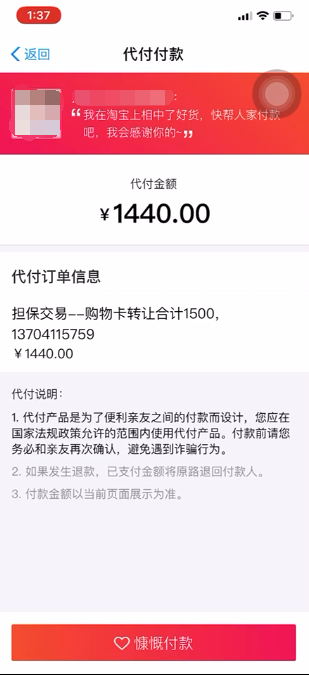 1:37
返回
代付付款
:
“我在淘宝上相中了好货，快帮人家付款
吧，我会感谢你的~”
代付金额
¥1440.00
代付订单信息
担保交易--购物卡转让合计1500，
13704115759
¥1440.00
代付说明：
1. 代付产品是为了便利亲友之间的付款而设计，您应在
国家法规政策允许的范围内使用代付产品。付款前请您
务必和亲友再次确认，避免遇到诈骗行为。
2. 如果发生退款，已支付金额将原路退回付款人。
3. 付款金额以当前页面展示为准。
慷慨付款